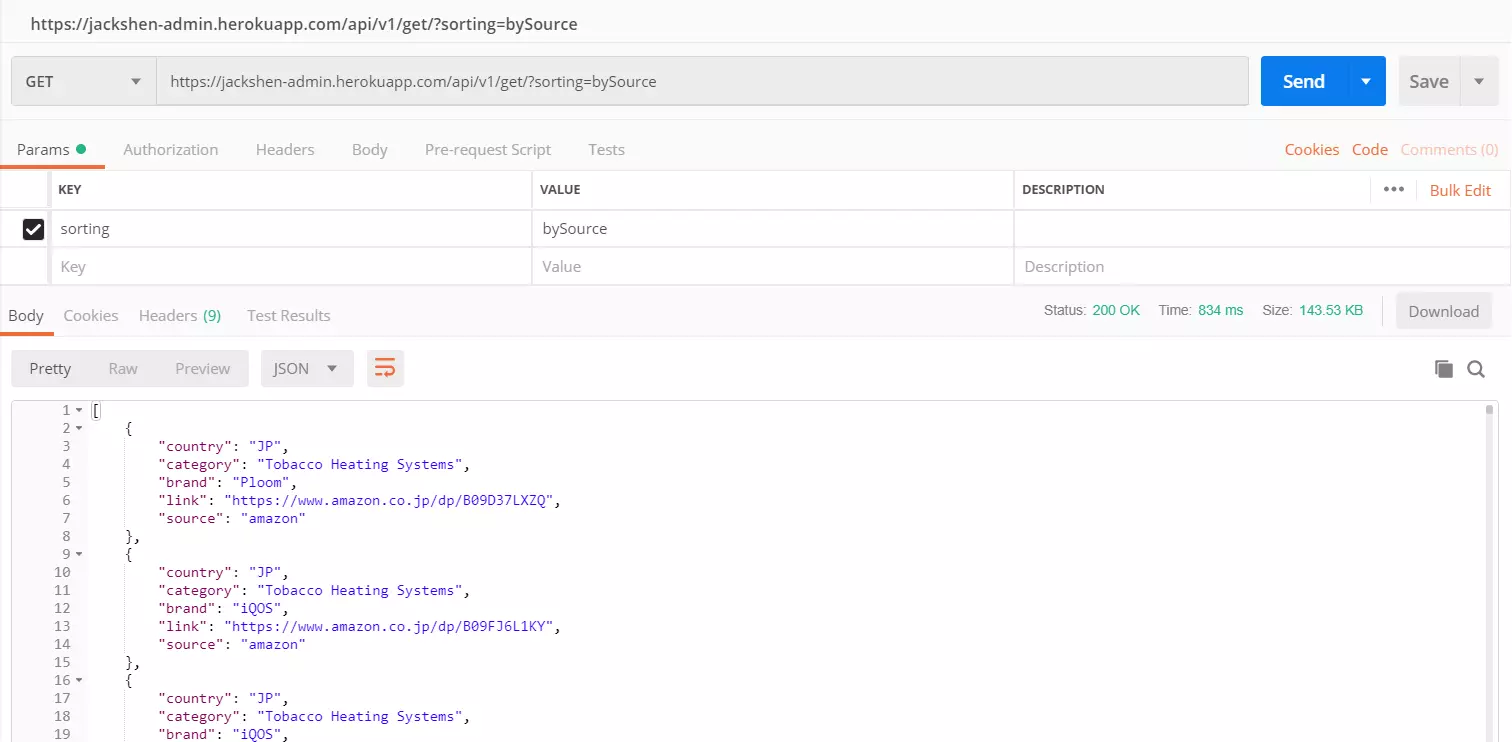 https://jackshen-admin.herokuapp.com/api/v1/get/?sorting=bySource
GET https://jackshen-admin.herokuapp.com/api/v1/get/?sorting=bySource Send Save
Params Authorization Headers Body Pre-request Script Tests Cookies Code Comments (0)
KEY VALUE DESCRIPTION ••• Bulk Edit
sorting bySource
Key Value Description
Body Cookies Headers (9) Test Results Status: 200 OK Time: 834 ms Size: 143.53 KB Download
Pretty Raw Preview JSON
1 [
2 {
3 "country": "JP",
4 "category": "Tobacco Heating Systems",
5 "brand": "Ploom",
6 "link": "https://www.amazon.co.jp/dp/B09D37LXZQ",
7 "source": "amazon"
8 },
9 {
10 "country": "JP",
11 "category": "Tobacco Heating Systems",
12 "brand": "iQOS",
13 "link": "https://www.amazon.co.jp/dp/B09FJ6L1KY",
14 "source": "amazon"
15 },
16 {
17 "country": "JP",
18 "category": "Tobacco Heating Systems",
19 "brand": "iQOS",